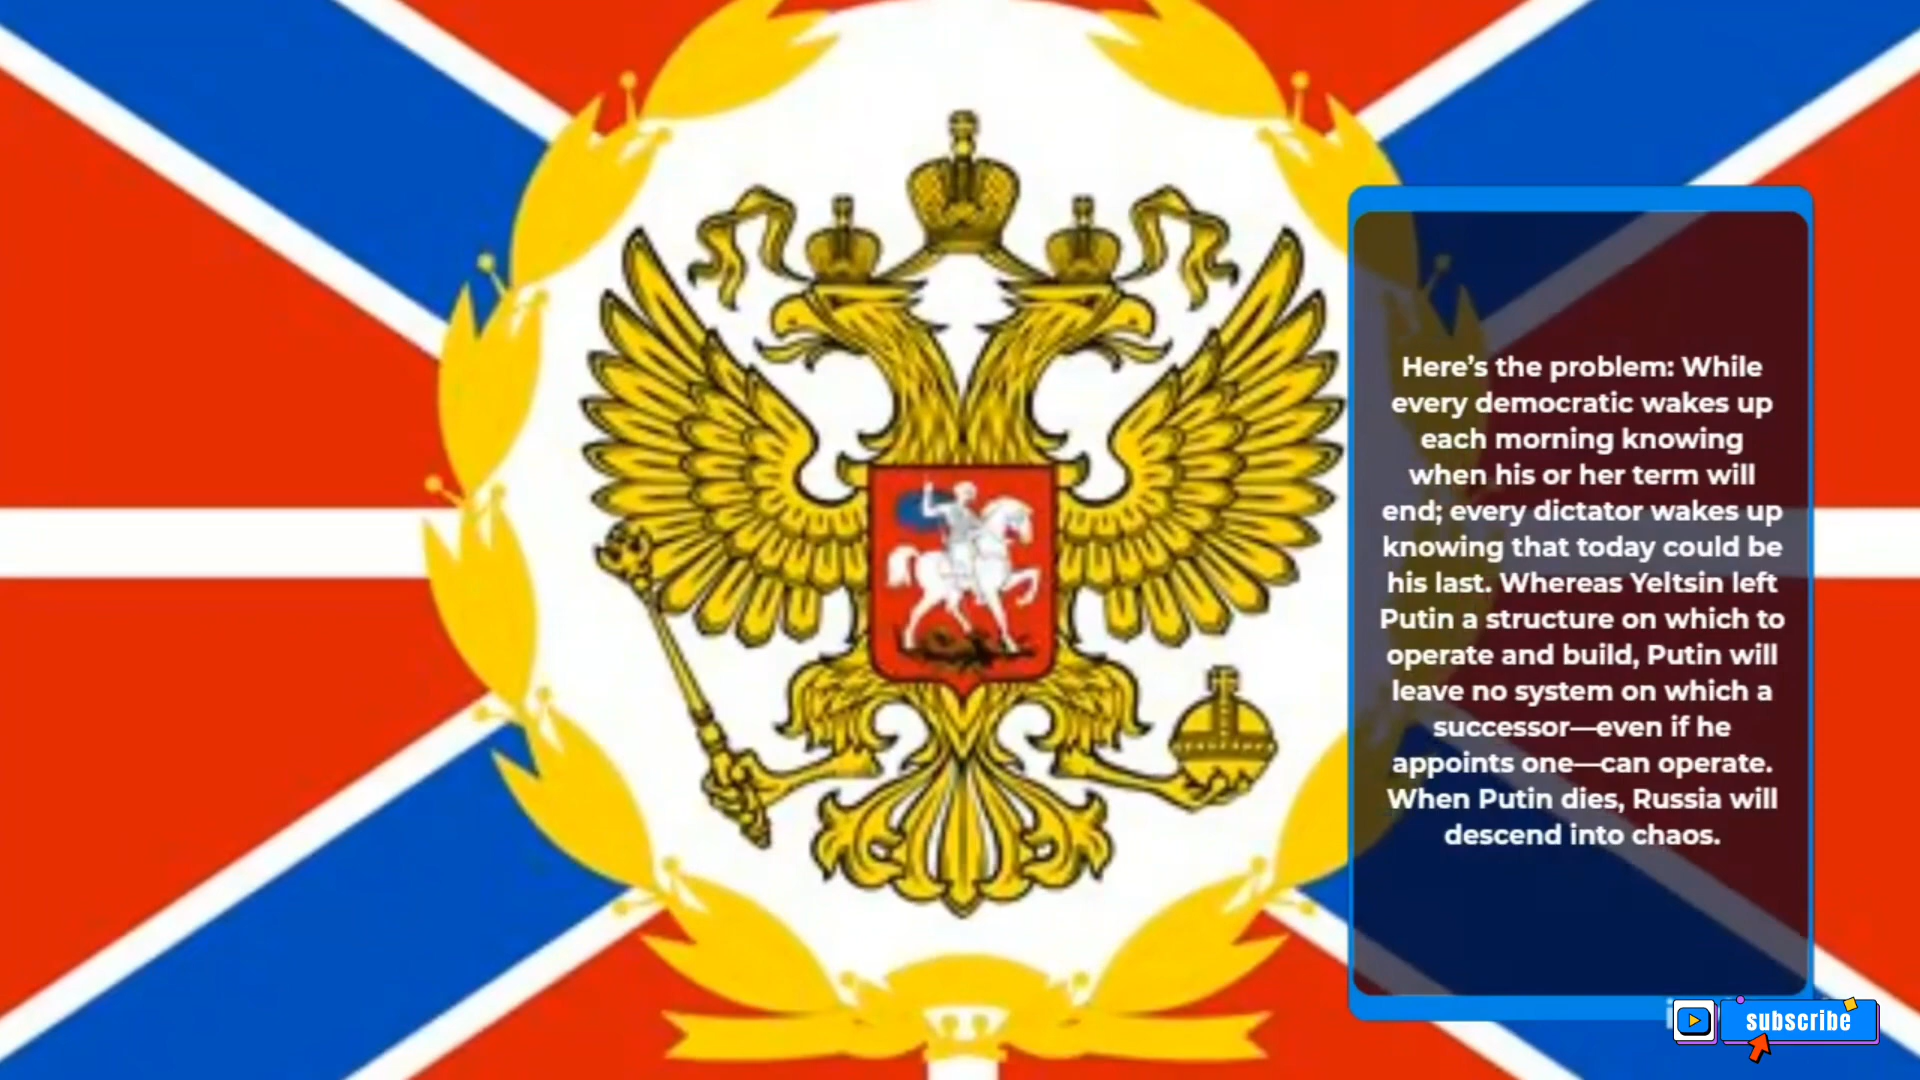 Here's the problem: While
every democratic wakes up
each morning knowing
when his or her term will
end; every dictator wakes up
knowing that today could be
his last. Whereas Yeltsin left
Putin a structure on which to
operate and build, Putin will
leave no system on which a
successor—even if he
appoints one—can operate.
When Putin dies, Russia will
descend into chaos.
subscribe